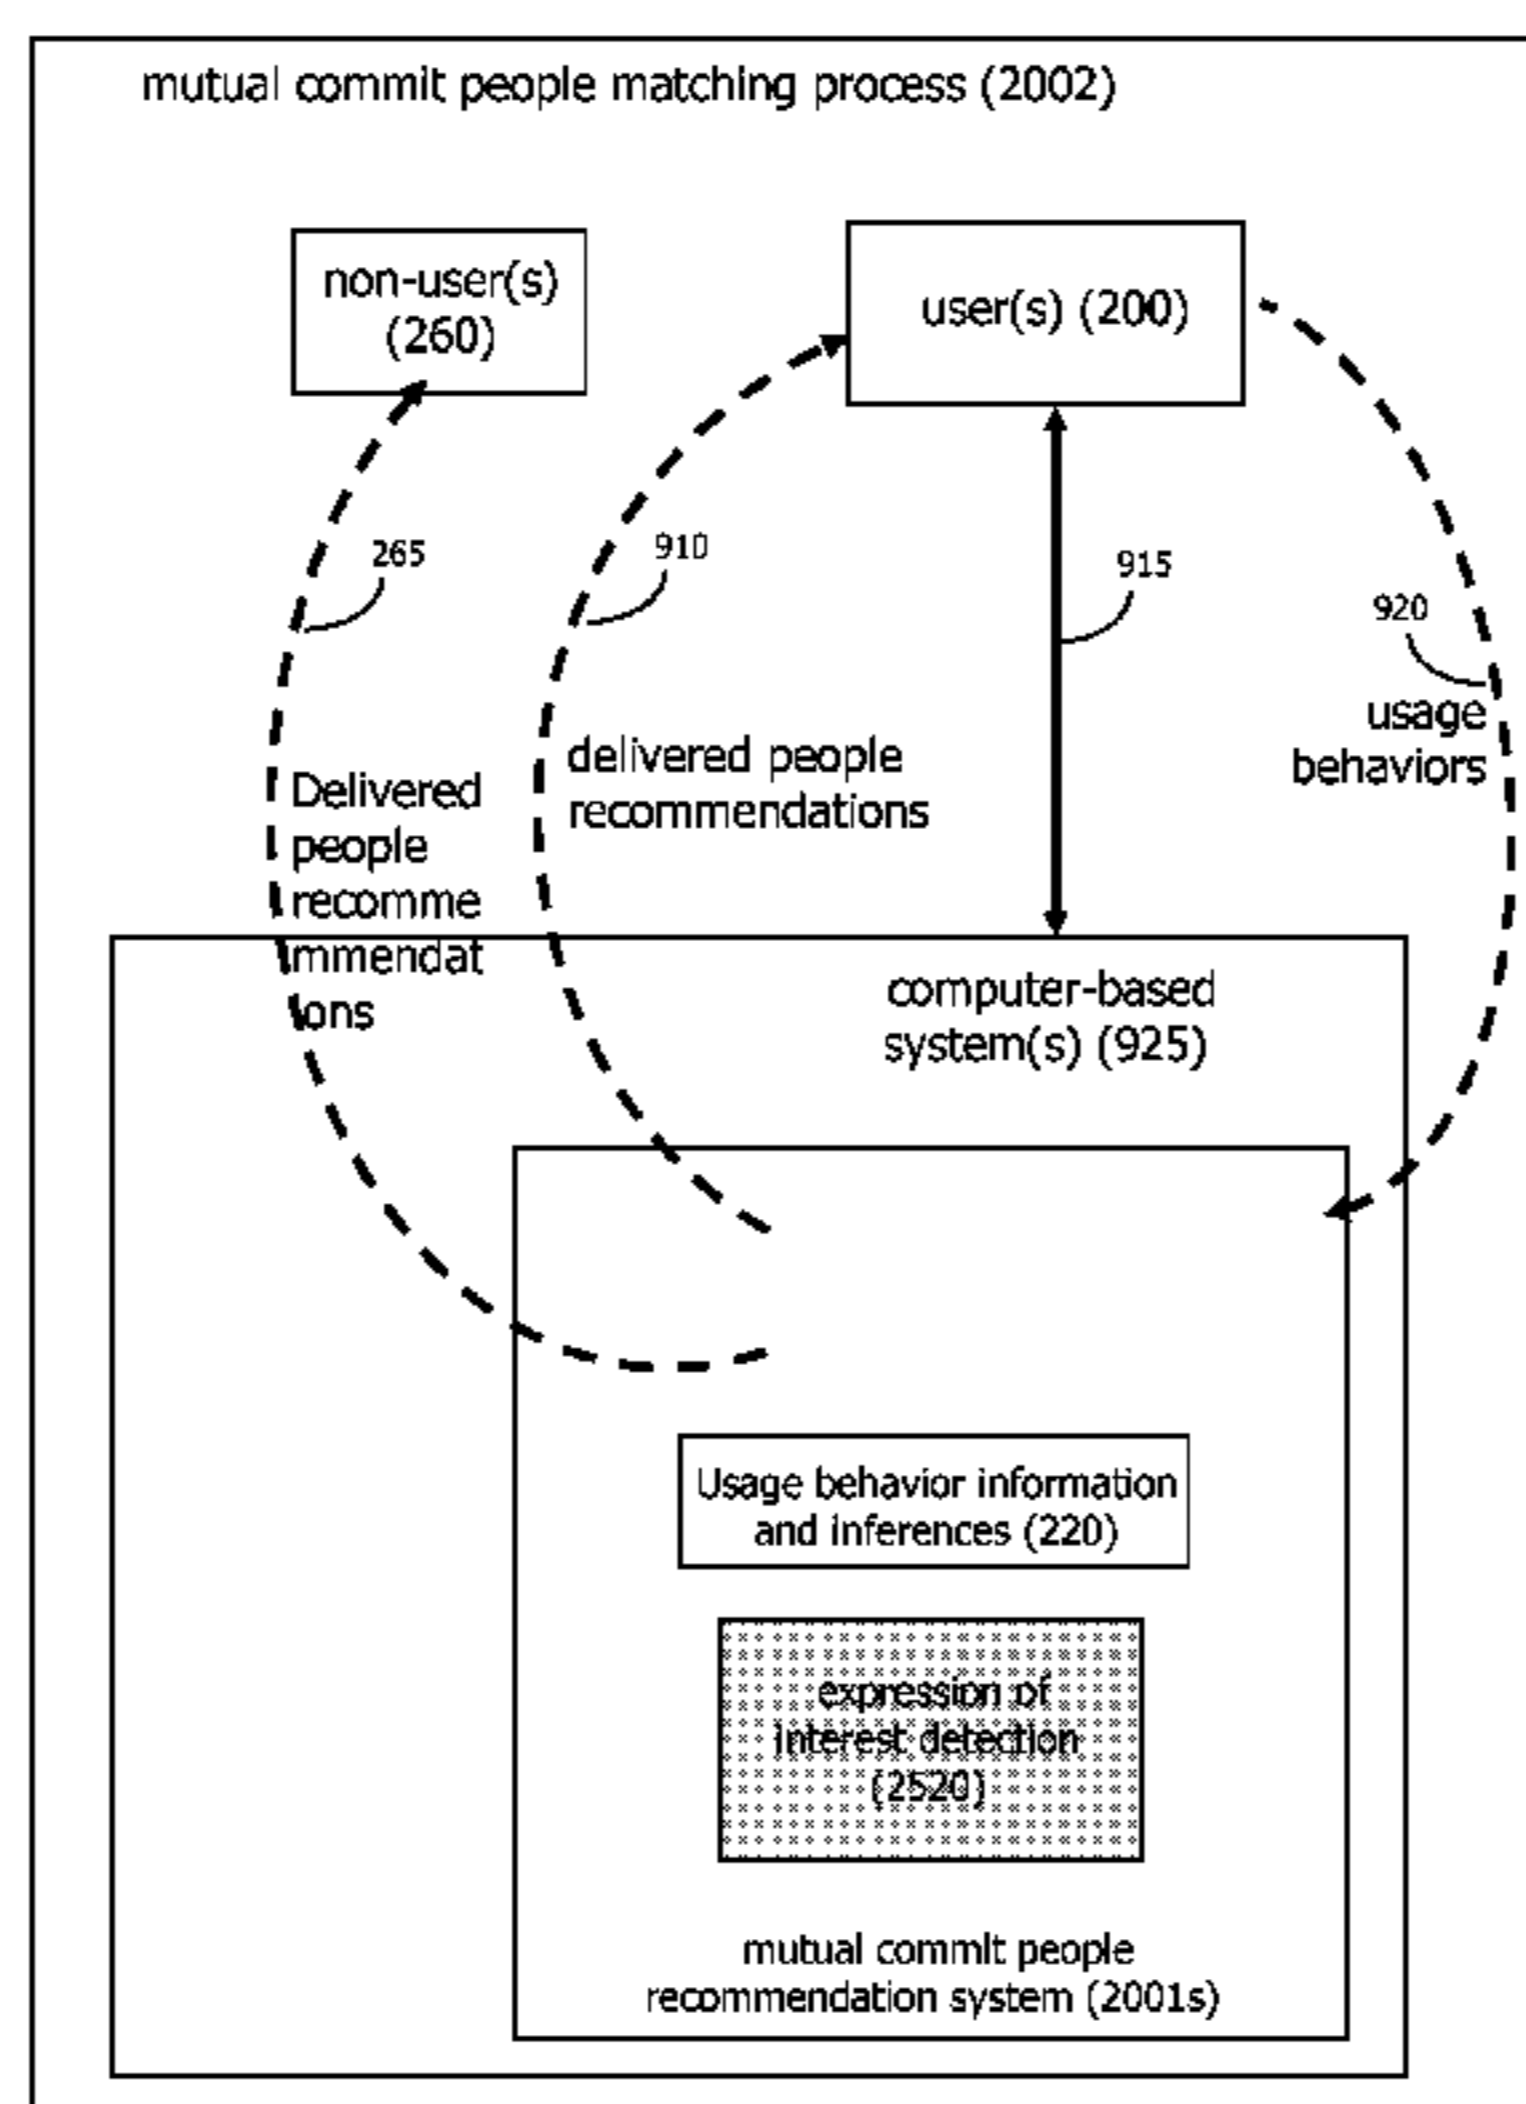 mutual commit people matching process (2002)
non-user(s)
(260)
user(s) (200)
265
910
915
920
usage
behaviors
delivered people
recommendations
Delivered
people
recomme
mmendat
ions
computer-based
system(s) (925)
Usage behavior information
and inferences (220)
expression of
interest detection
(2520)
mutual commit people
recommendation system (2001s)